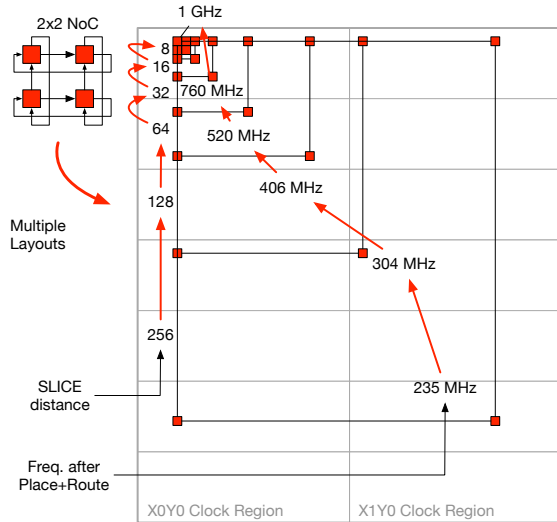 2x2 NoC
1 GHz
8
16
760 MHz
32
64
520 MHz
406 MHz
128
Multiple
Layouts
304 MHz
256
SLICE
distance
235 MHz
Freq. after
Place+Route
X0Y0 Clock Region
X1Y0 Clock Region